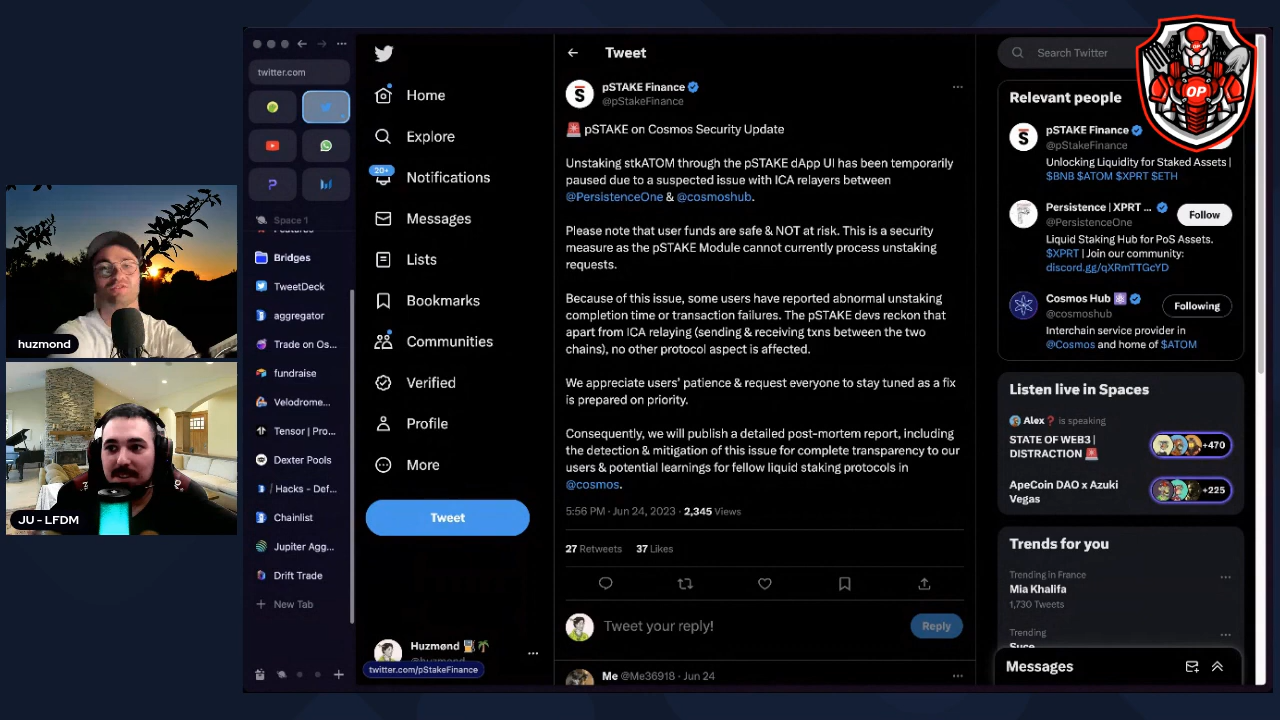 twitter.com
Space 1
Bridges
TweetDeck
aggregator
Trade on Os...
fundraise
Velodrome...
Tensor | Pro...
Dexter Pools
/ Hacks - Def...
Chainlist
Jupiter Agg...
Drift Trade
New Tab
huzmond
JU - LFDM
Home
Explore
20+
Notifications
Messages
Lists
Bookmarks
Communities
Verified
Profile
More
Tweet
Huzmønd
@huzmond
twitter.com/pStakeFinance
Tweet
pSTAKE Finance
@pStakeFinance
🚨 pSTAKE on Cosmos Security Update
Unstaking stkATOM through the pSTAKE dApp UI has been temporarily
paused due to a suspected issue with ICA relayers between
@PersistenceOne & @cosmoshub.
Please note that user funds are safe & NOT at risk. This is a security
measure as the pSTAKE Module cannot currently process unstaking
requests.
Because of this issue, some users have reported abnormal unstaking
completion time or transaction failures. The pSTAKE devs reckon that
apart from ICA relaying (sending & receiving txns between the two
chains), no other protocol aspect is affected.
We appreciate users' patience & request everyone to stay tuned as a fix
is prepared on priority.
Consequently, we will publish a detailed post-mortem report, including
the detection & mitigation of this issue for complete transparency to our
users & potential learnings for fellow liquid staking protocols in
@cosmos.
5:56 PM · Jun 24, 2023 · 2,345 Views
27 Retweets 37 Likes
Tweet your reply!
Reply
Me @Me36918 · Jun 24
Search Twitter
OP
Relevant people
pSTAKE Finance
@pStakeFinance
Unlocking Liquidity for Staked Assets |
$BNB $ATOM $XPRT $ETH
Persistence | XPRT ...
@PersistenceOne
Follow
Liquid Staking Hub for PoS Assets.
$XPRT | Join our community:
discord.gg/qXRmTTGcYD
Cosmos Hub
@cosmoshub
Following
Interchain service provider in
@Cosmos and home of $ATOM
Listen live in Spaces
Alex❓ is speaking
STATE OF WEB3 |
DISTRACTION 🚨
+470
ApeCoin DAO x Azuki
Vegas
+225
Trends for you
Trending in France
Mia Khalifa
1,730 Tweets
Trending
Suce
Messages